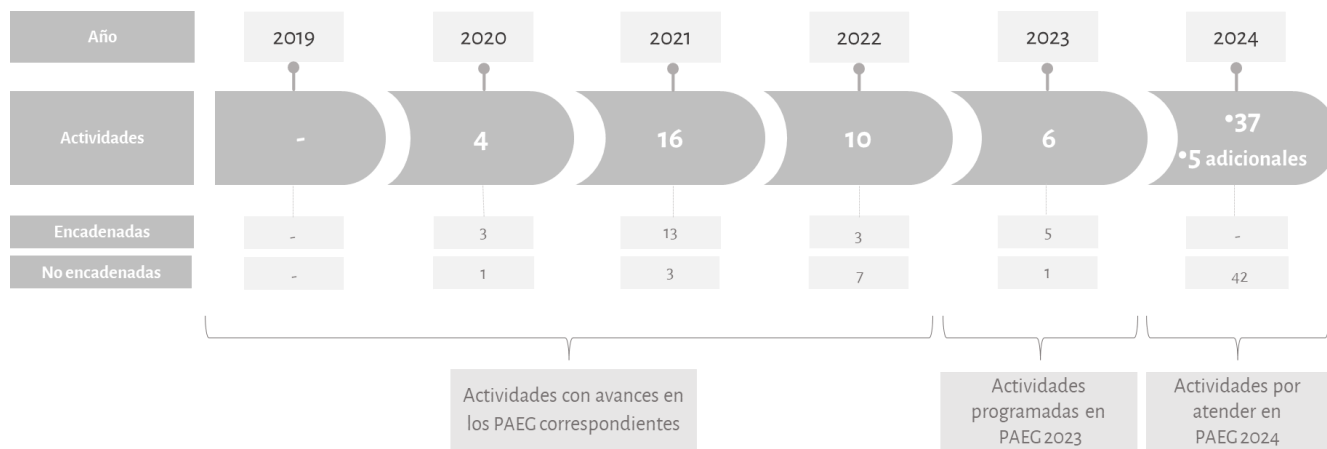 Año 2019 2020 2021 2022 2023 2024
Actividades - 4 16 10 6 •37
•5 adicionales
Encadenadas - 3 13 3 5 -
No encadenadas - 1 3 7 1 42
Actividades con avances en
los PAEG correspondientes
Actividades
programadas en
PAEG 2023
Actividades por
atender en
PAEG 2024